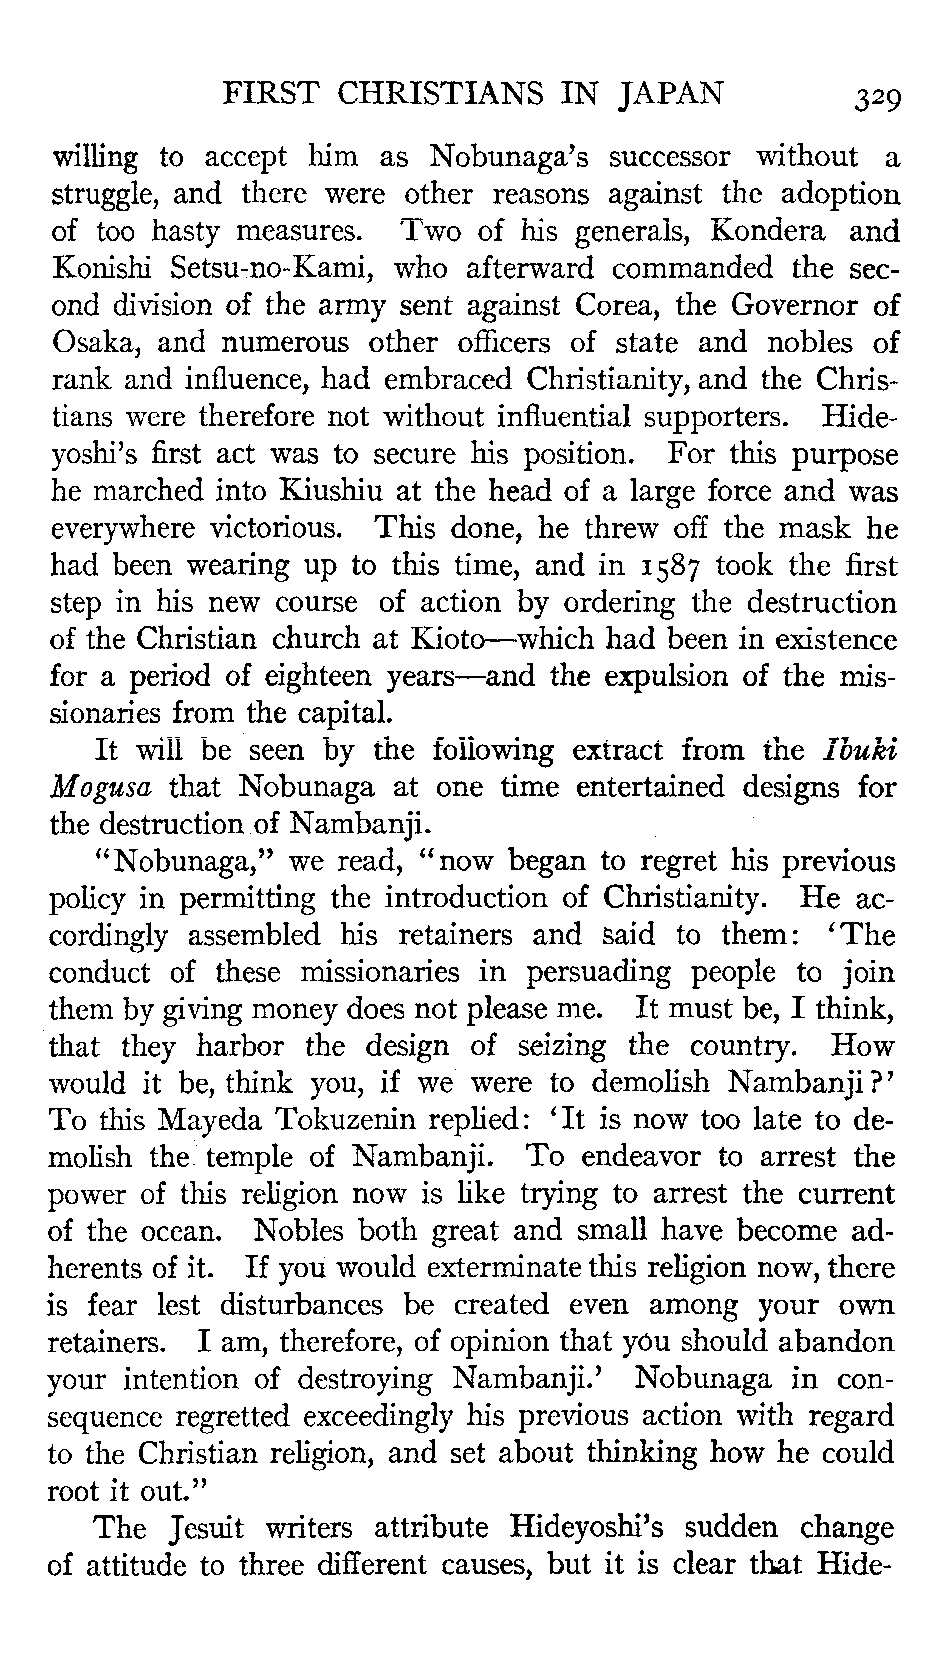 FIRST CHRISTIANS IN JAPAN 329
willing to accept him as Nobunaga's successor without a
struggle, and there were other reasons against the adoption
of too hasty measures. Two of his generals, Kondera and
Konishi Setsu-no-Kami, who afterward commanded the sec-
ond division of the army sent against Corea, the Governor of
Osaka, and numerous other officers of state and nobles of
rank and influence, had embraced Christianity, and the Chris-
tians were therefore not without influential supporters. Hide-
yoshi's first act was to secure his position. For this purpose
he marched into Kiushiu at the head of a large force and was
everywhere victorious. This done, he threw off the mask he
had been wearing up to this time, and in 1587 took the first
step in his new course of action by ordering the destruction
of the Christian church at Kioto—which had been in existence
for a period of eighteen years—and the expulsion of the mis-
sionaries from the capital.
It will be seen by the following extract from the Ibuki
Mogusa that Nobunaga at one time entertained designs for
the destruction of Nambanji.
"Nobunaga," we read, "now began to regret his previous
policy in permitting the introduction of Christianity. He ac-
cordingly assembled his retainers and said to them: 'The
conduct of these missionaries in persuading people to join
them by giving money does not please me. It must be, I think,
that they harbor the design of seizing the country. How
would it be, think you, if we were to demolish Nambanji?'
To this Mayeda Tokuzenin replied: 'It is now too late to de-
molish the temple of Nambanji. To endeavor to arrest the
power of this religion now is like trying to arrest the current
of the ocean. Nobles both great and small have become ad-
herents of it. If you would exterminate this religion now, there
is fear lest disturbances be created even among your own
retainers. I am, therefore, of opinion that you should abandon
your intention of destroying Nambanji.' Nobunaga in con-
sequence regretted exceedingly his previous action with regard
to the Christian religion, and set about thinking how he could
root it out."
The Jesuit writers attribute Hideyoshi's sudden change
of attitude to three different causes, but it is clear that Hide-